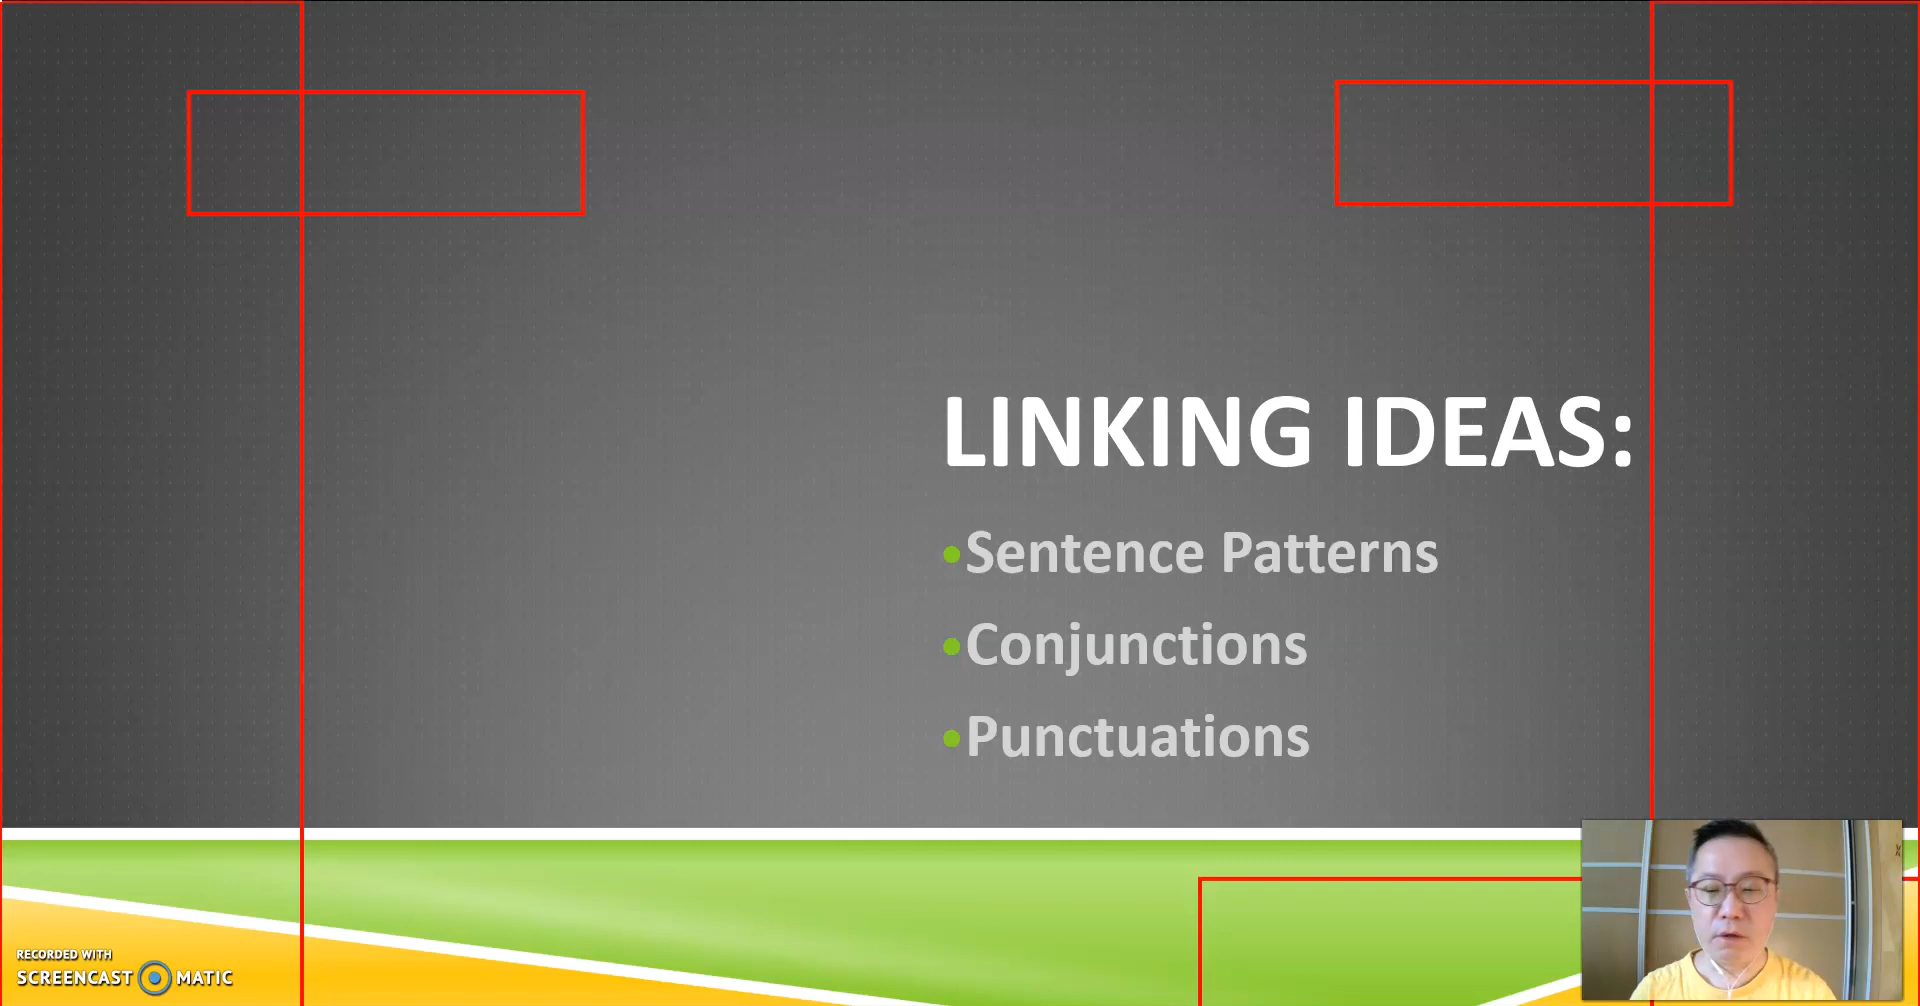 LINKING IDEAS:
•Sentence Patterns
•Conjunctions
•Punctuations
RECORDED WITH
SCREENCAST MATIC